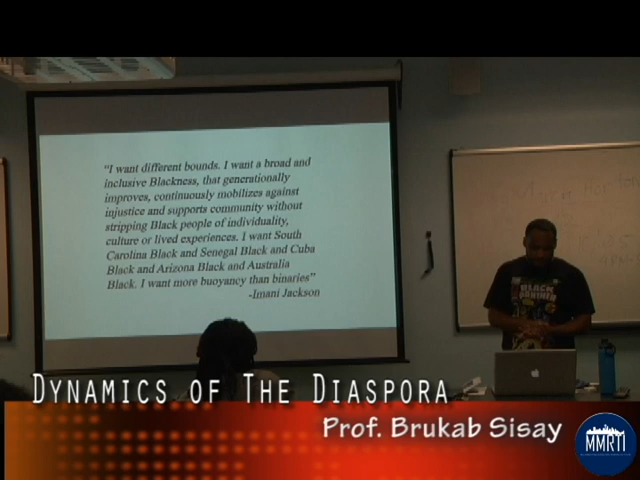 “I want different bounds. I want a broad and
inclusive Blackness, that generationally
improves, continuously mobilizes against
injustice and supports community without
stripping Black people of individuality,
culture or lived experiences. I want South
Carolina Black and Senegal Black and Cuba
Black and Arizona Black and Australia
Black. I want more buoyancy than binaries”
-Imani Jackson
BLACK
PANTHER
DYNAMICS OF THE DIASPORA
Prof. Brukab Sisay
MMRTI